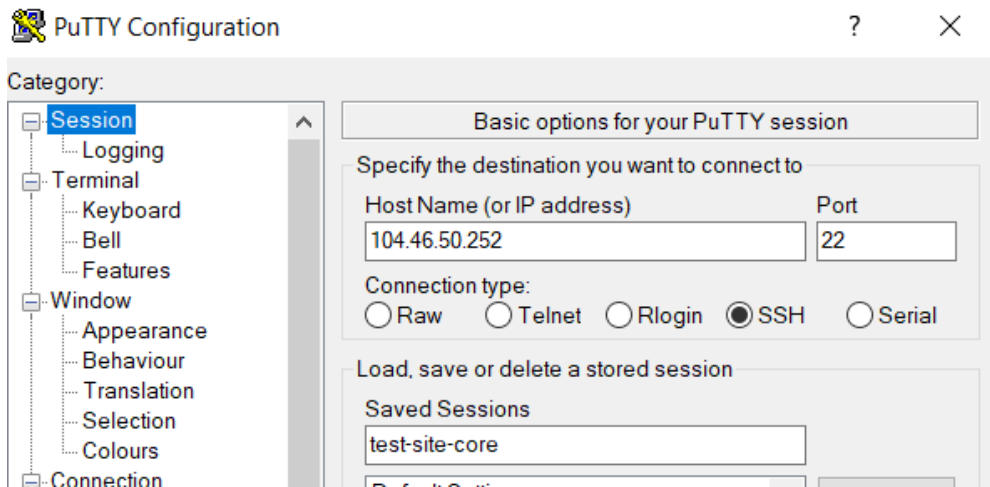 PuTTY Configuration
?
Category:
Session
Logging
Terminal
Keyboard
Bell
Features
Window
Appearance
Behaviour
Translation
Selection
Colours
Connection
Basic options for your PuTTY session
Specify the destination you want to connect to
Host Name (or IP address)
Port
104.46.50.252
22
Connection type:
Raw Telnet Rlogin SSH Serial
Load, save or delete a stored session
Saved Sessions
test-site-core